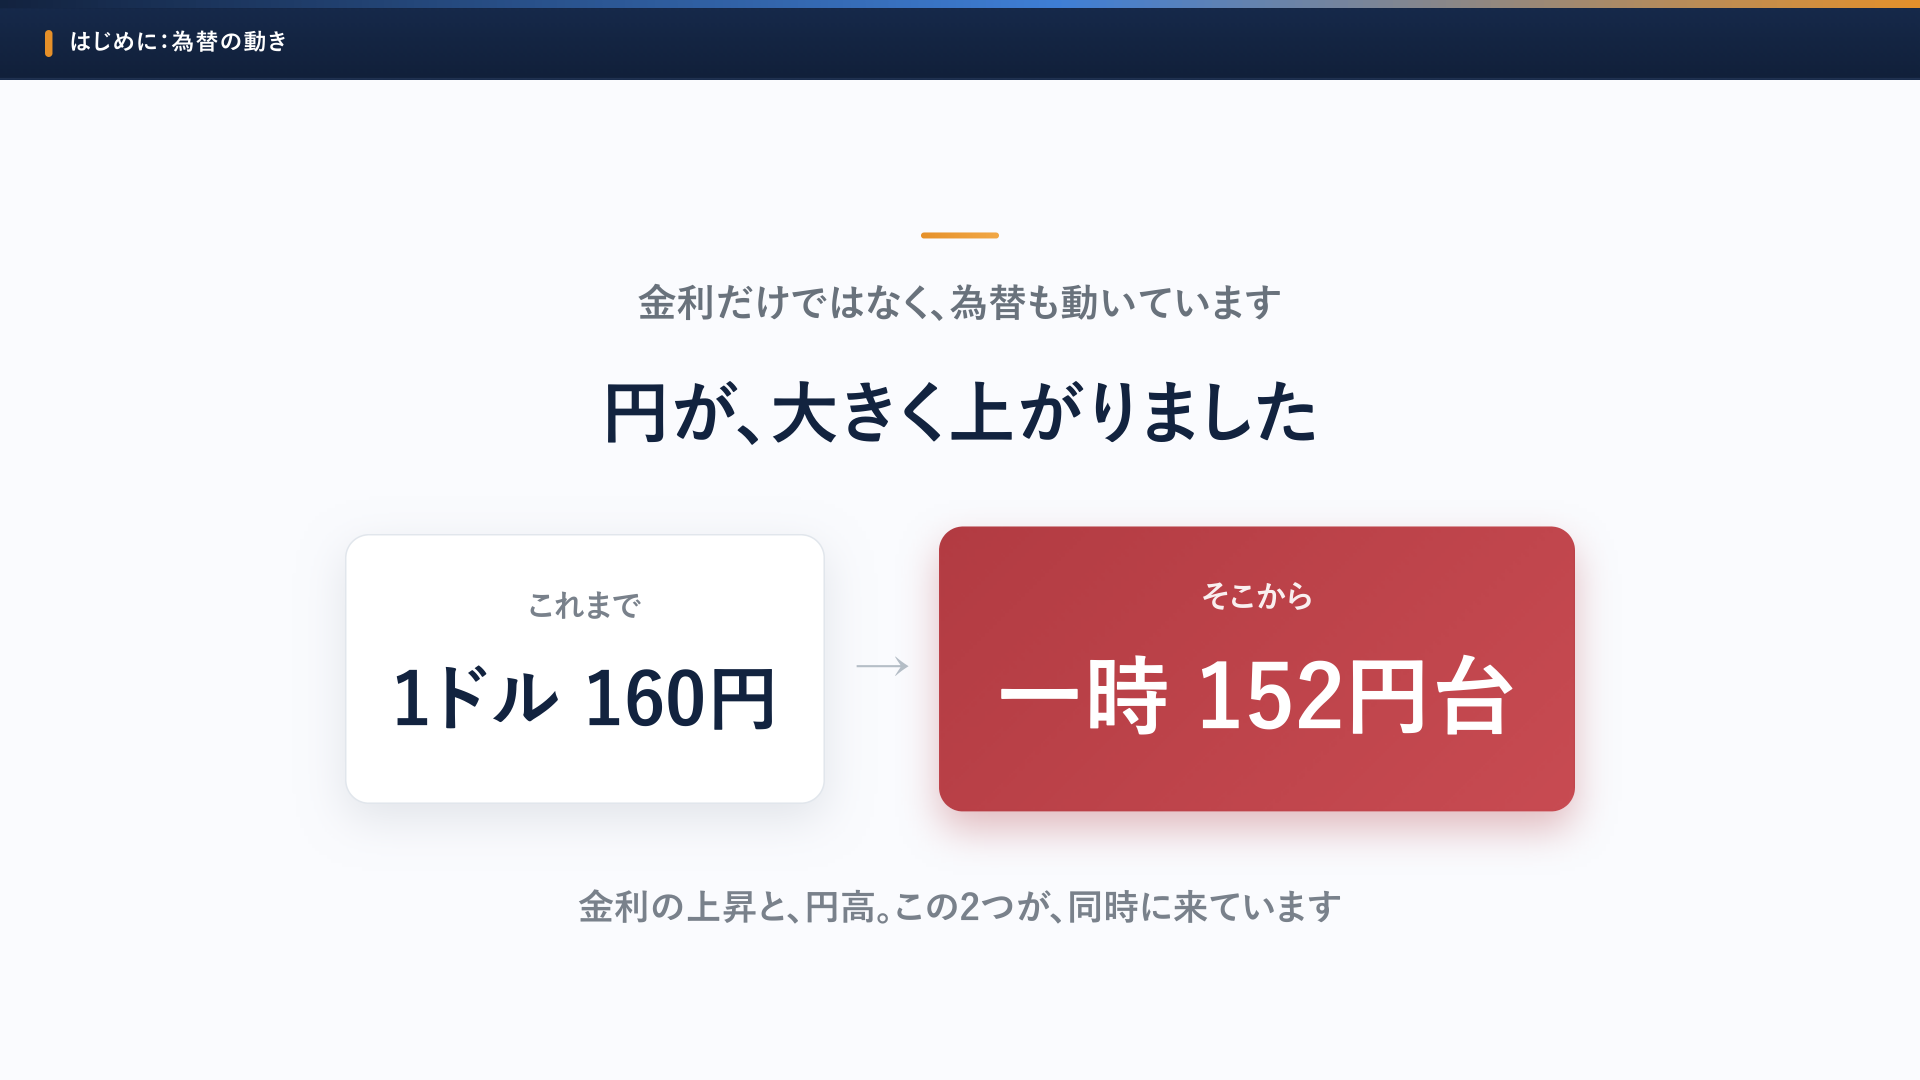 はじめに：為替の動き
金利だけではなく、為替も動いています
円が、大きく上がりました
これまで
1ドル 160円
→
そこから
一時 152円台
金利の上昇と、円高。この2つが、同時に来ています